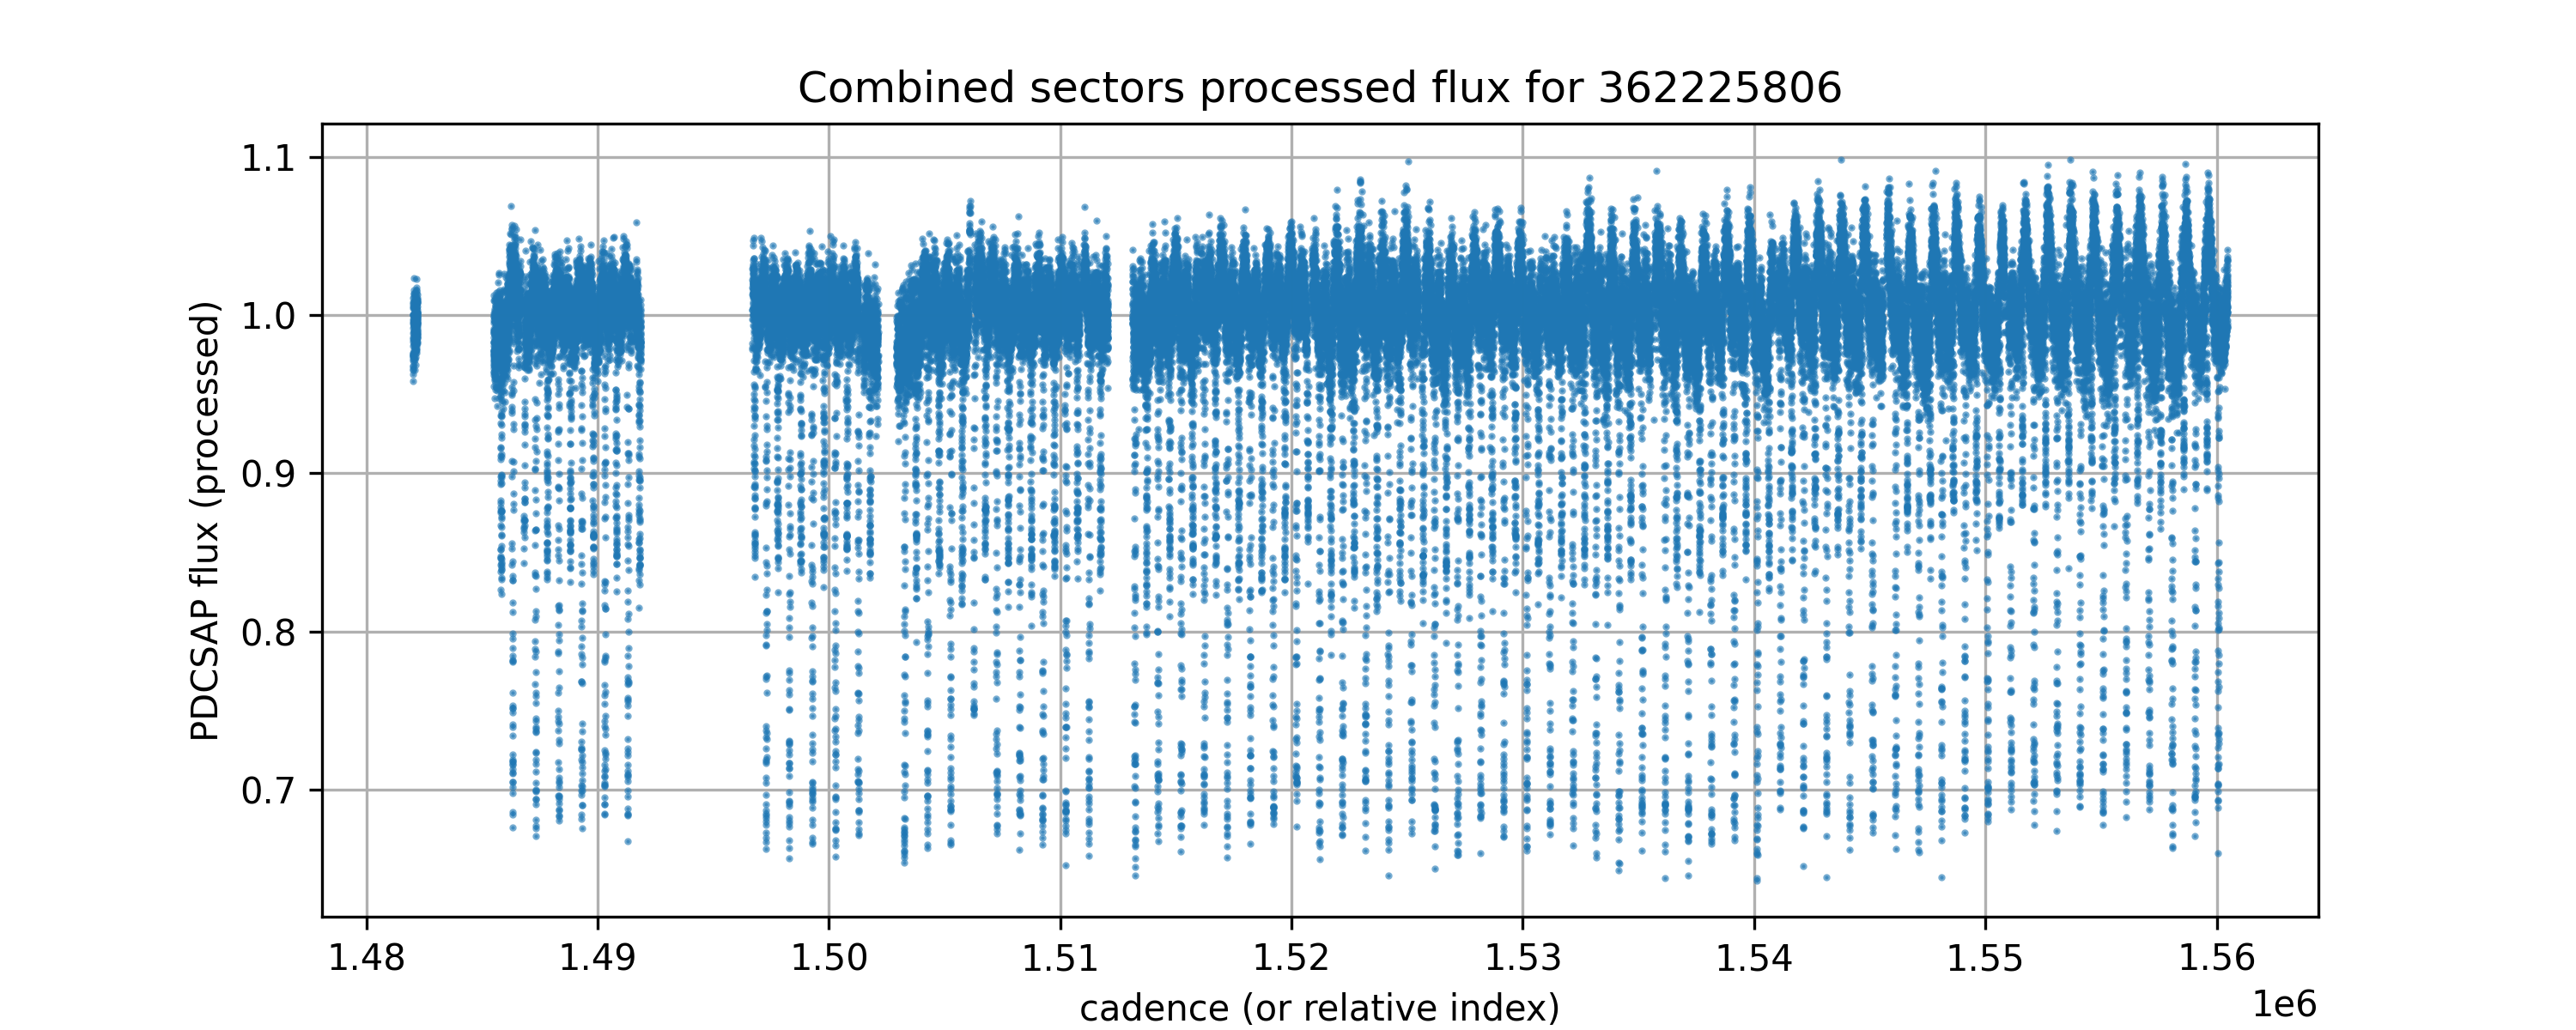 Combined sectors processed flux for 362225806
PDCSAP flux (processed)
1.1
1.0
0.9
0.8
0.7
1.48 1.49 1.50 1.51 1.52 1.53 1.54 1.55 1.56
cadence (or relative index)
1e6